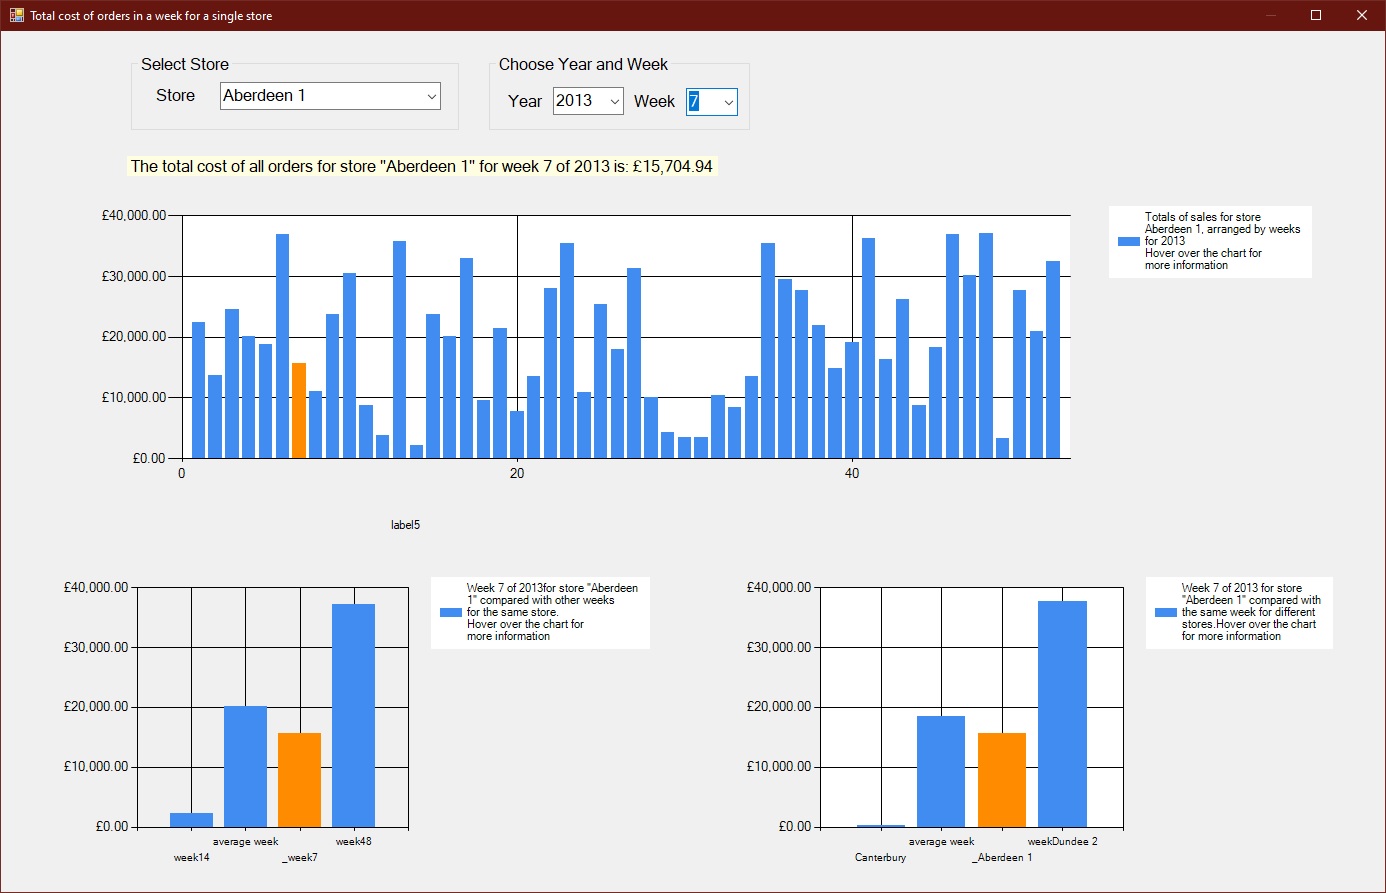 Total cost of orders in a week for a single store
Select Store
Choose Year and Week
Store
Aberdeen 1
Year
2013
Week
7
The total cost of all orders for store "Aberdeen 1" for week 7 of 2013 is: £15,704.94
£40,000.00
£30,000.00
£20,000.00
£10,000.00
£0.00
0
20
40
Totals of sales for store
Aberdeen 1, arranged by weeks
for 2013
Hover over the chart for
more information
label5
£40,000.00
£30,000.00
£20,000.00
£10,000.00
£0.00
average week
week48
week14
_week7
Week 7 of 2013for store "Aberdeen
1" compared with other weeks
for the same store.
Hover over the chart for
more information
£40,000.00
£30,000.00
£20,000.00
£10,000.00
£0.00
average week
weekDundee 2
Canterbury
_Aberdeen 1
Week 7 of 2013 for store
"Aberdeen 1" compared with
the same week for different
stores.Hover over the chart
for more information